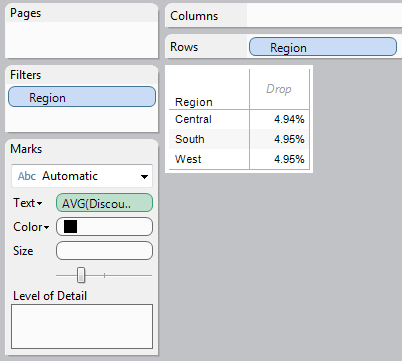 Pages
Columns
Rows Region
Filters
Region
Marks
Abc Automatic
Text AVG(Discou..
Color
Size
Level of Detail
Region Drop
Central 4.94%
South 4.95%
West 4.95%